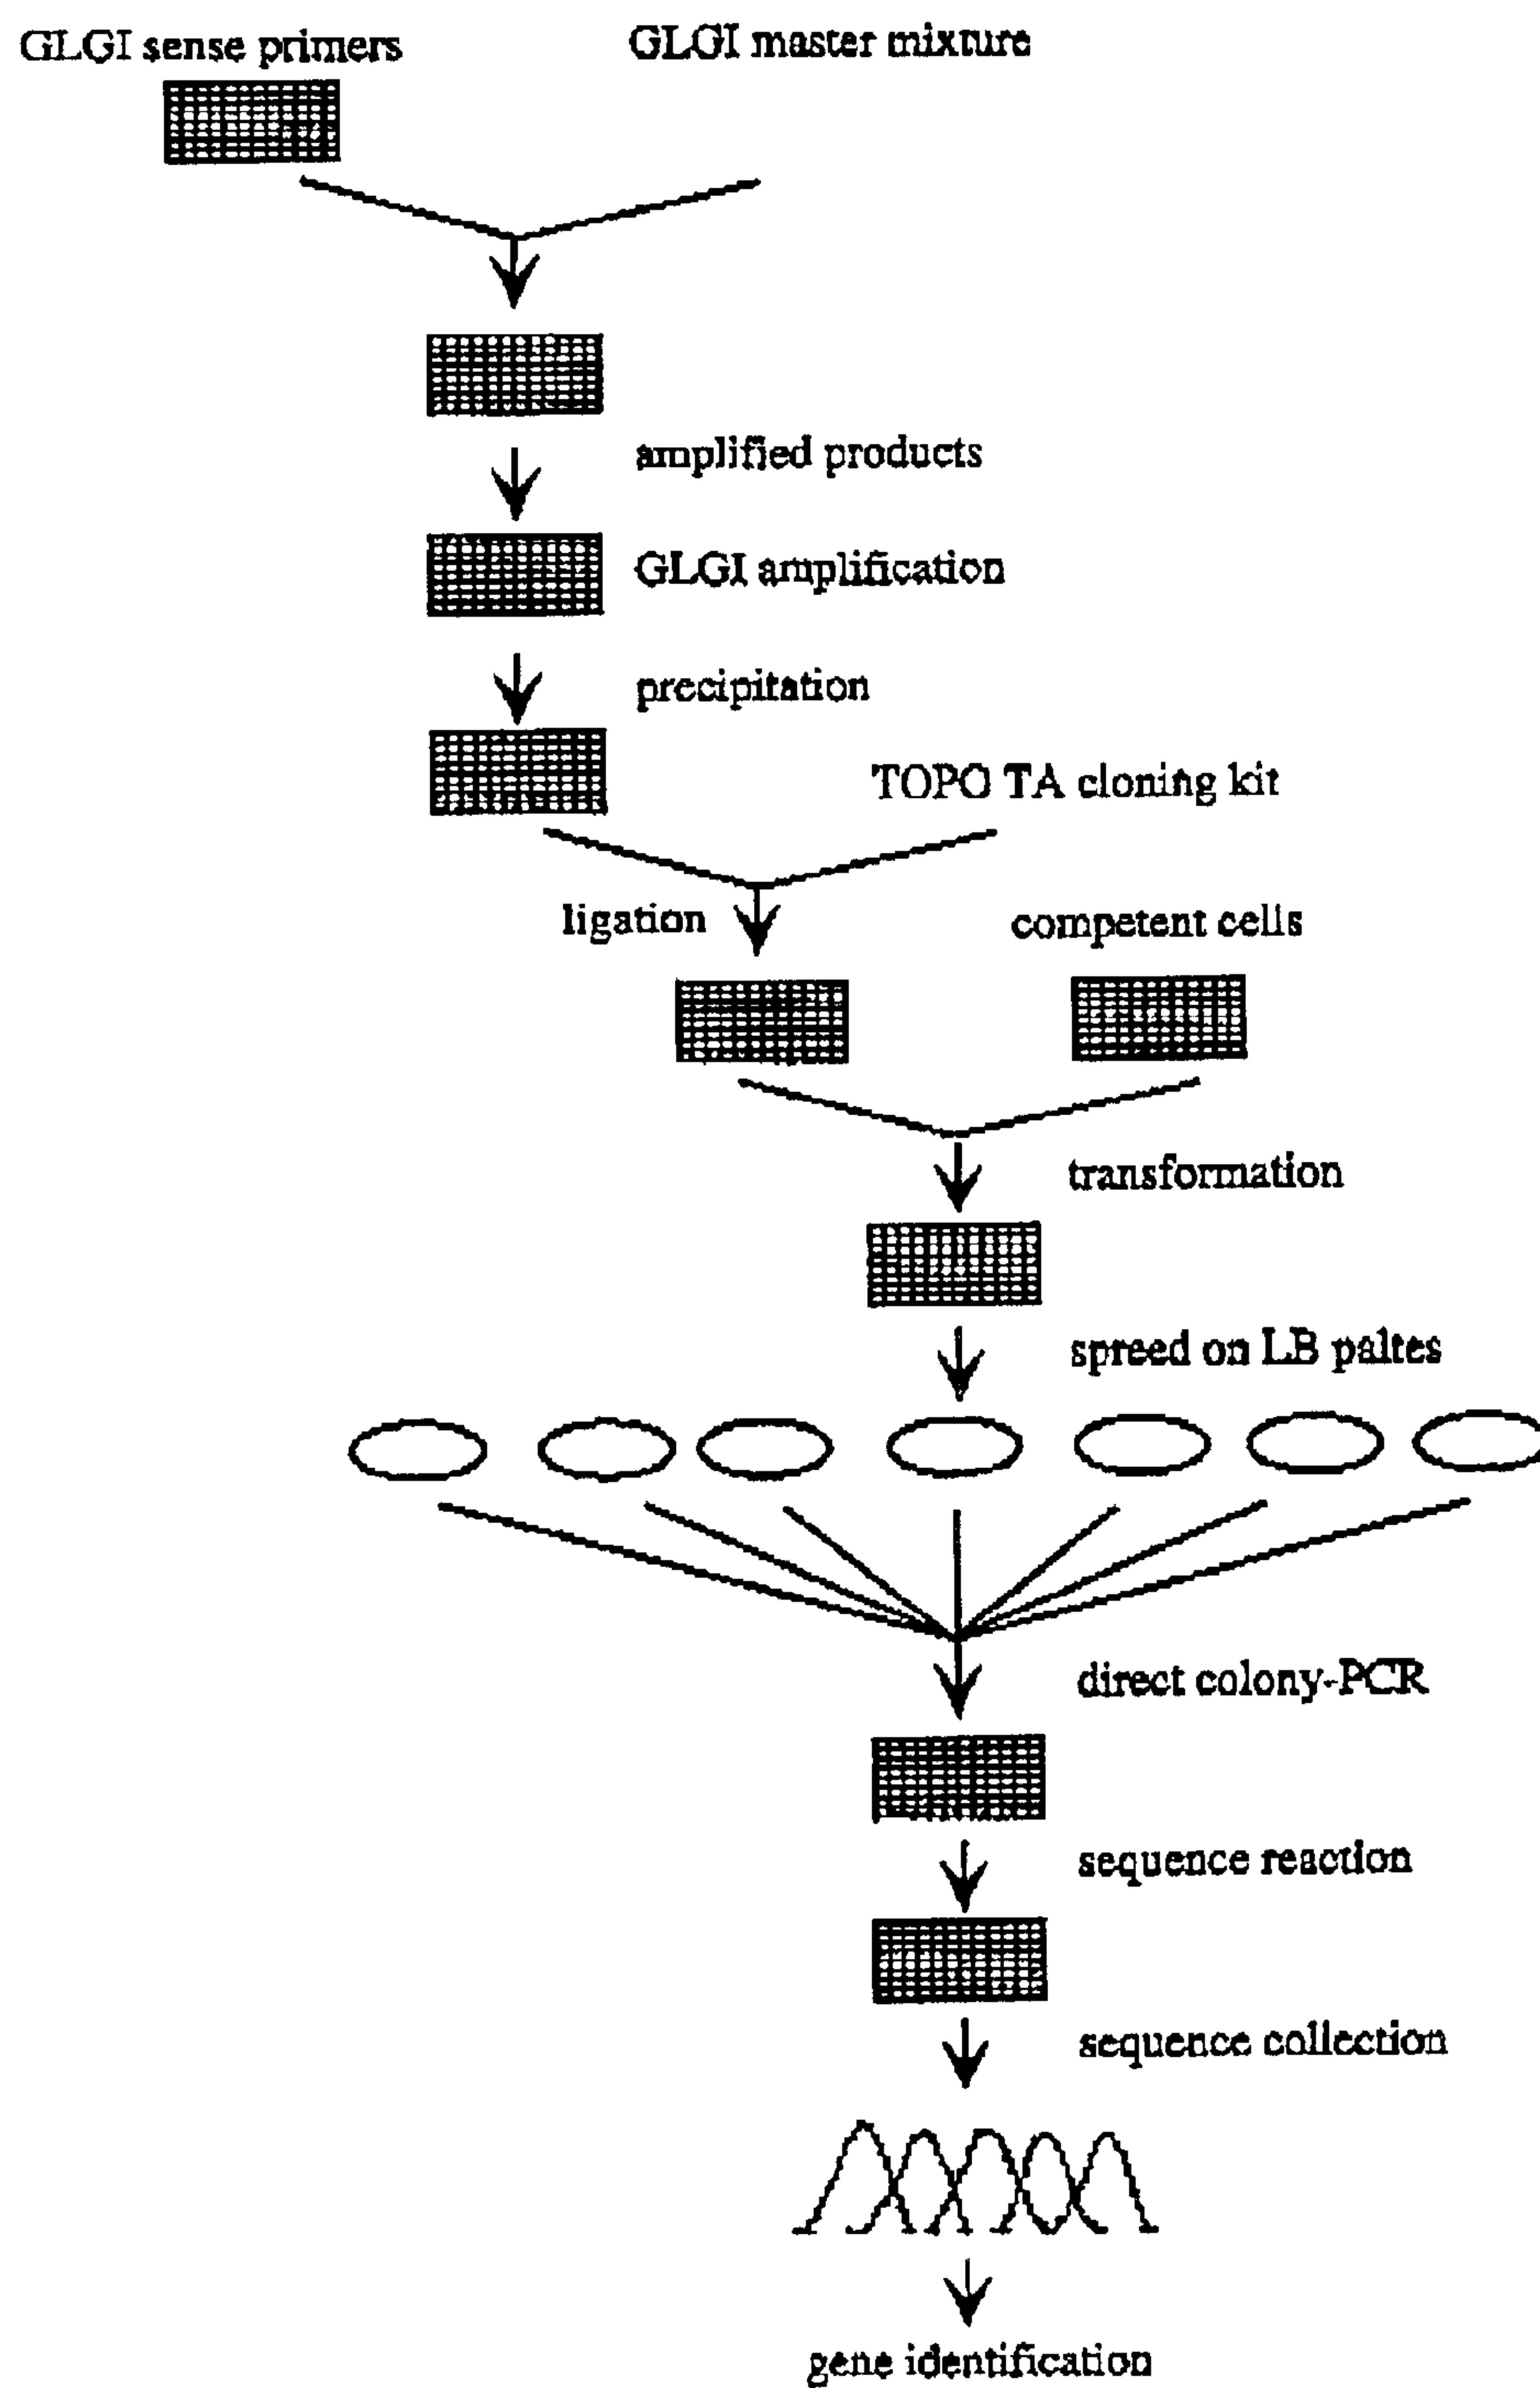 GLGI sense primers
GLGI master mixture
amplified products
GLGI amplification
precipitation
TOPO TA cloning kit
ligation
competent cells
transformation
spreed on LB paltes
direct colony-PCR
sequence reaction
sequence collection
gene identification